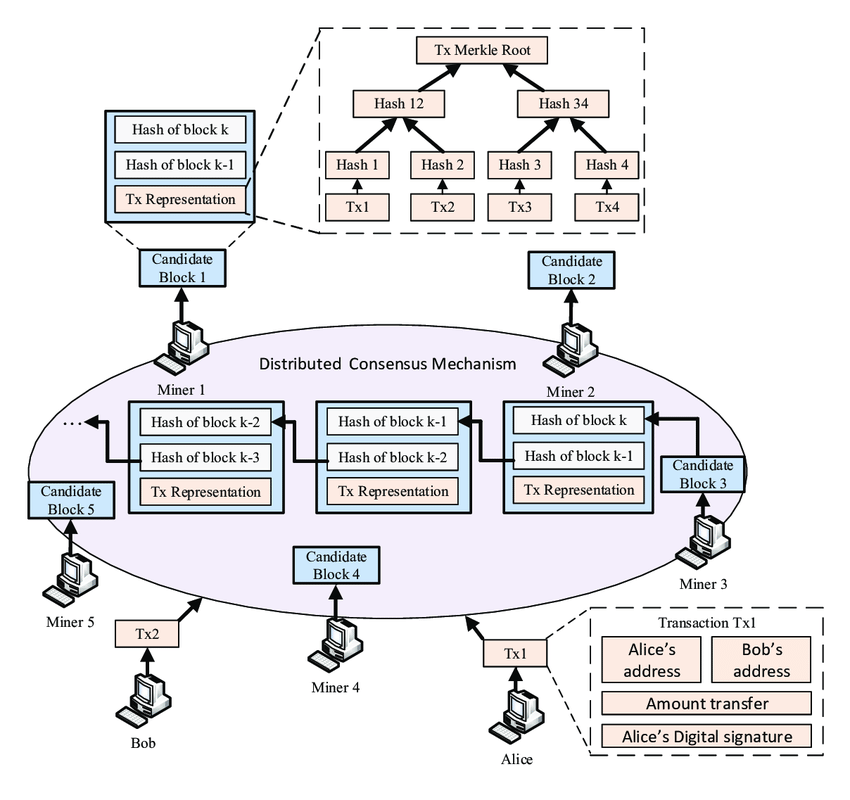 Tx Merkle Root
Hash 12
Hash 34
Hash 1
Hash 2
Hash 3
Hash 4
Tx1
Tx2
Tx3
Tx4
Hash of block k
Hash of block k-1
Tx Representation
Candidate
Block 1
Candidate
Block 2
Miner 1
Miner 2
Distributed Consensus Mechanism
...
Hash of block k-2
Hash of block k-3
Tx Representation
Hash of block k-1
Hash of block k-2
Tx Representation
Hash of block k
Hash of block k-1
Tx Representation
Candidate
Block 3
Miner 3
Candidate
Block 5
Miner 5
Candidate
Block 4
Miner 4
Tx2
Bob
Tx1
Alice
Transaction Tx1
Alice's
address
Bob's
address
Amount transfer
Alice's Digital signature